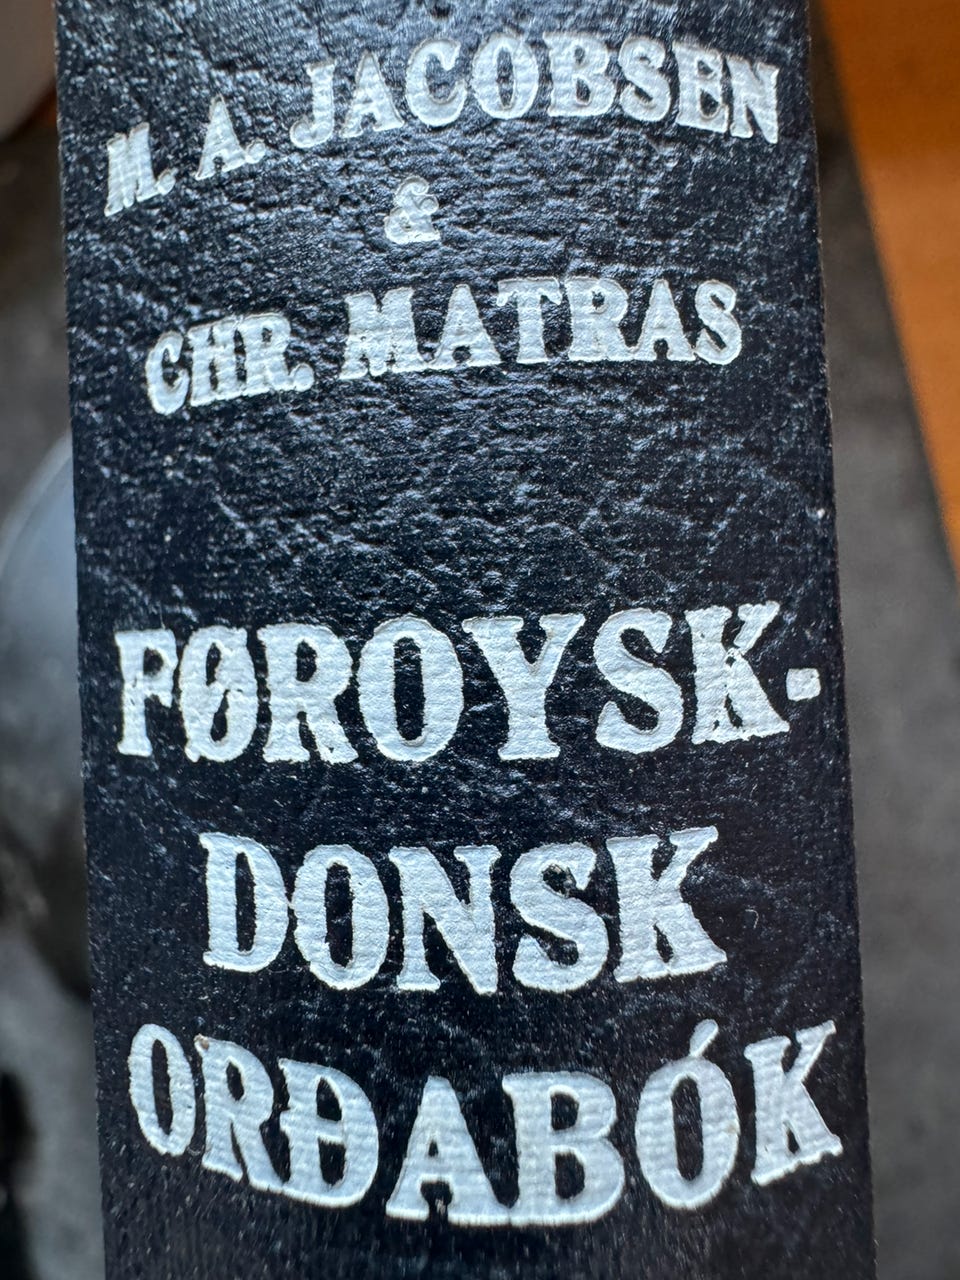 M. A. JACOBSEN
&
CHR. MATRAS
FØROYSK-
DONSK
ORÐABÓK